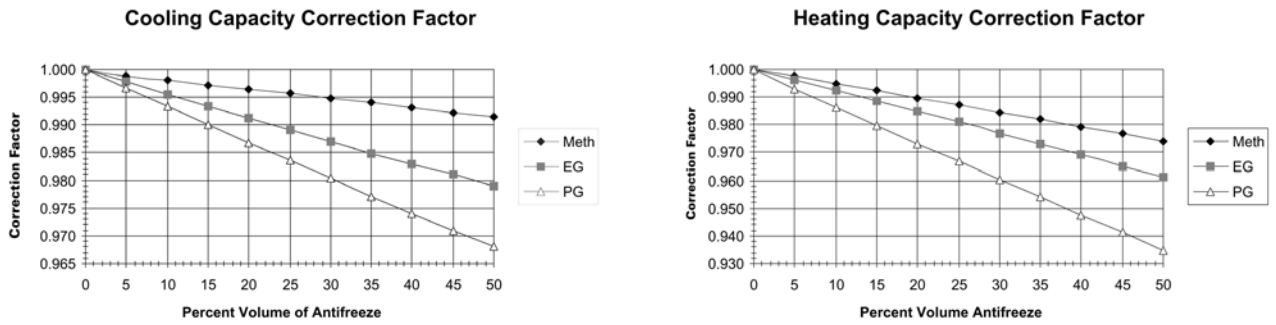 Cooling Capacity Correction Factor
Correction Factor
1.000
0.995
0.990
0.985
0.980
0.975
0.970
0.965
0 5 10 15 20 25 30 35 40 45 50
Percent Volume of Antifreeze
Meth
EG
PG
Heating Capacity Correction Factor
Correction Factor
1.000
0.990
0.980
0.970
0.960
0.950
0.940
0.930
0 5 10 15 20 25 30 35 40 45 50
Percent Volume of Antifreeze
Meth
EG
PG